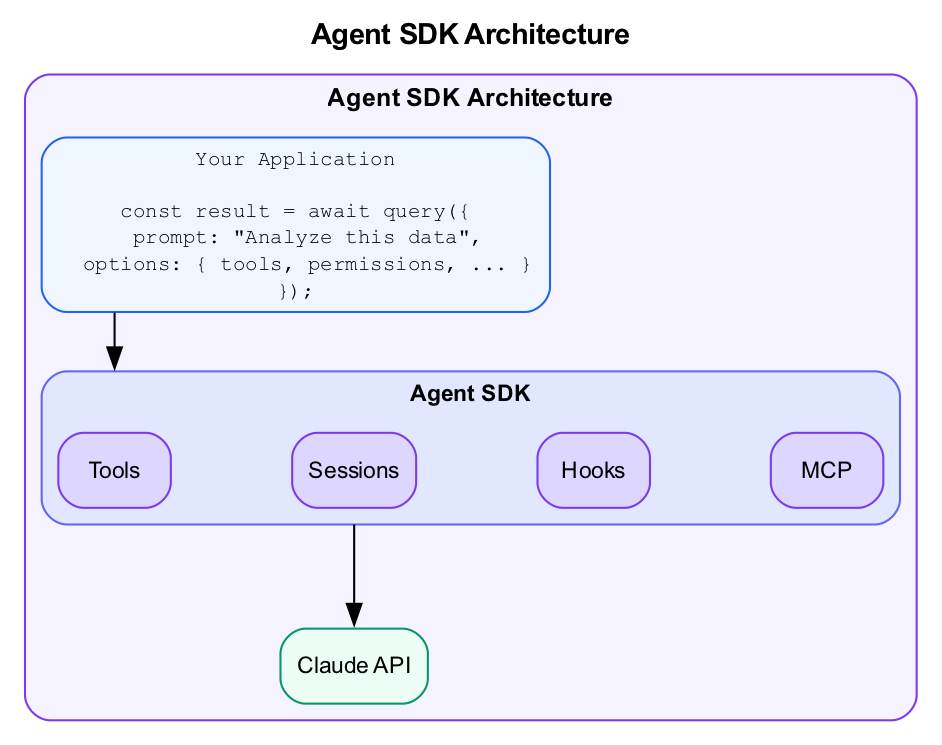 Agent SDK Architecture
Agent SDK Architecture
Your Application
const result = await query({
prompt: "Analyze this data",
options: { tools, permissions, ... }
});
Agent SDK
Tools
Sessions
Hooks
MCP
Claude API